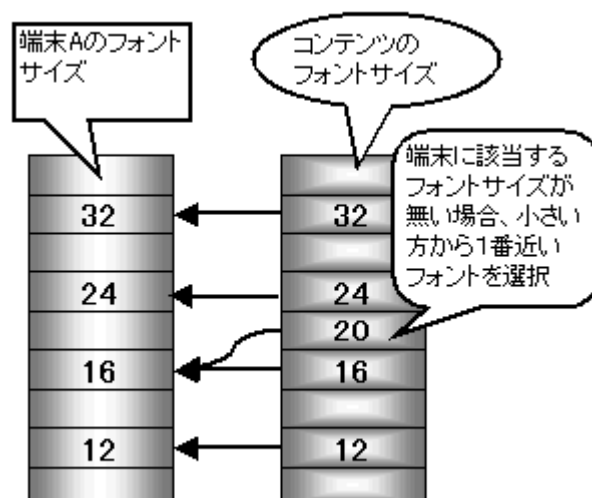 端末Aのフォント
サイズ
コンテンツの
フォントサイズ
端末に該当する
フォントサイズが
無い場合、小さい
方から1番近い
フォントを選択
32
24
16
12
32
24
20
16
12